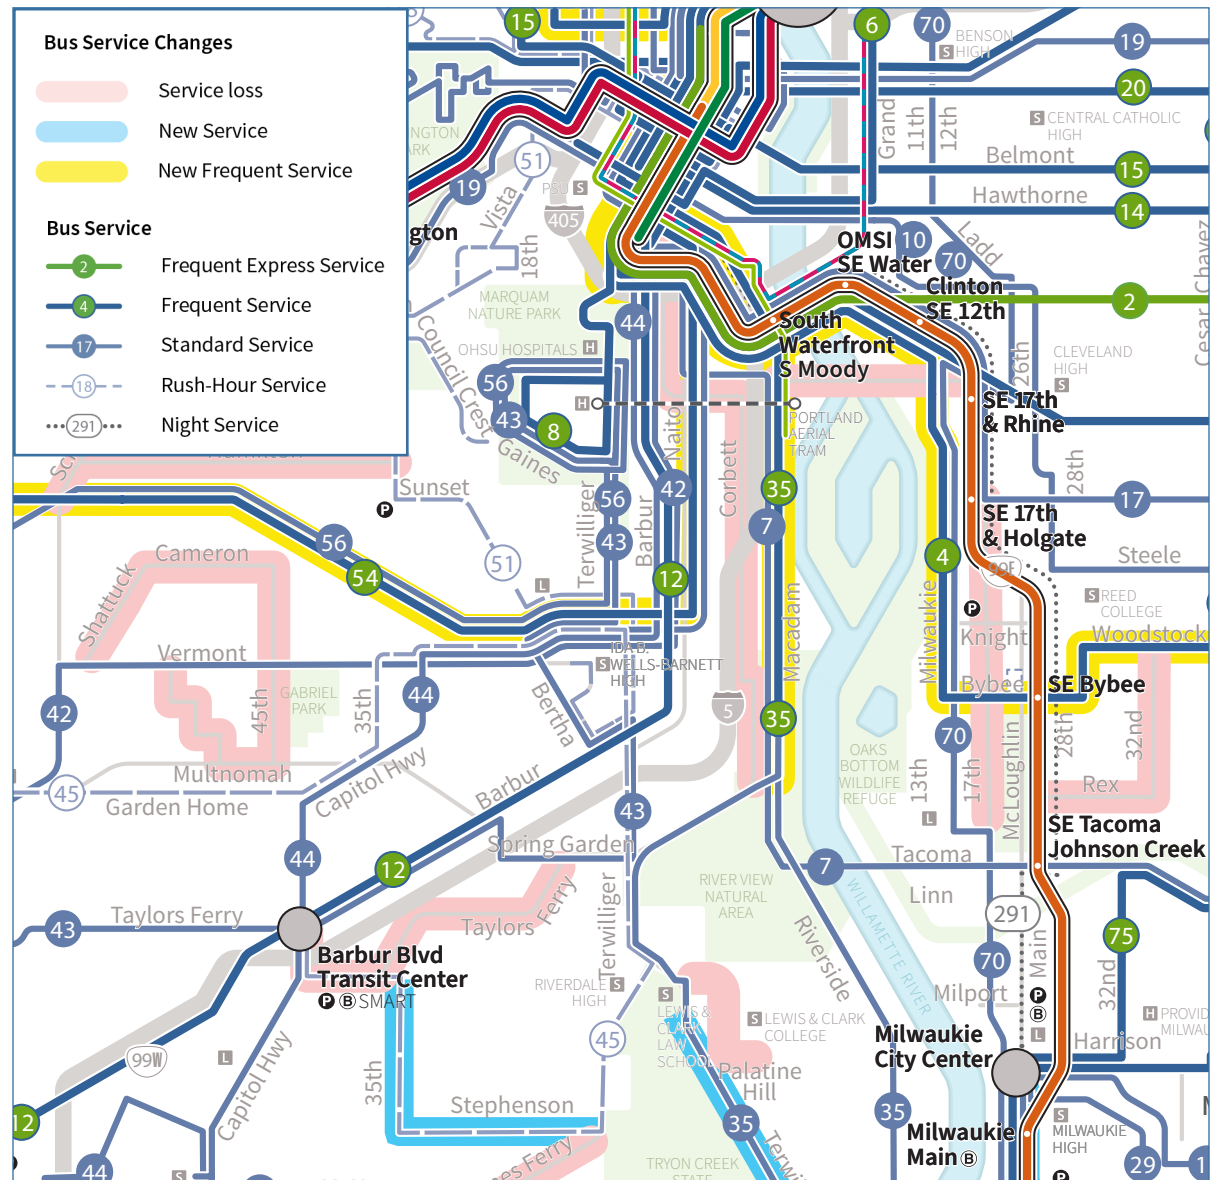 Bus Service Changes
Service loss
New Service
New Frequent Service
Bus Service
2 Frequent Express Service
4 Frequent Service
17 Standard Service
18 Rush-Hour Service
291 Night Service
15
6
70
BENSON
S HIGH
19
20
Grand
11th
12th
S CENTRAL CATHOLIC
HIGH
Belmont
15
Hawthorne
14
51
19
Vista
PSU S
405
gton
18th
10
70
Ladd
OMSI
SE Water
Clinton
SE 12th
2
Cesar Chavez
MARQUAM
NATURE PARK
44
OHSU HOSPITALS H
Council Crest
56
43
8
Gaines
H
South
Waterfront
S Moody
26th
CLEVELAND
HIGH
S
SE 17th
& Rhine
PORTLAND
AERIAL
TRAM
Naito
Corbett
28th
17
Sunset
P
56
42
35
7
SE 17th
& Holgate
Terwilliger
Barbur
43
56
54
51
L
12
4
99E
Steele
Cameron
Shattuck
Macadam
Milwaukie
P
S REED
COLLEGE
Knight
Woodstock
Vermont
IDA B.
S WELLS-BARNETT
HIGH
Bybee
SE Bybee
42
45th
GABRIEL
PARK
35th
44
Bertha
5
35
70
28th
32nd
Multnomah
45
Garden Home
Capitol Hwy
Barbur
43
OAKS
BOTTOM
WILDLIFE
REFUGE
13th
17th
McLoughlin
Rex
L
SE Tacoma
Johnson Creek
44
12
Spring Garden
7
Tacoma
Terwilliger
RIVER VIEW
NATURAL
AREA
WILLAMETTE RIVER
Linn
43
Taylors Ferry
Taylors
Ferry
Riverside
291
75
Barbur Blvd
Transit Center
P B SMART
RIVERDALE S
HIGH
S
LEWIS &
CLARK
LAW
SCHOOL
S LEWIS & CLARK
COLLEGE
70
Main
32nd
Milport
P
B
L
H
Harrison
Milwaukie
City Center
99W
L
Capitol Hwy
35th
45
Palatine
Hill
Stephenson
12
35
35
S
MILWAUKIE
HIGH
Milwaukie
Main B
44
S
TRYON CREEK
STATE
29
P